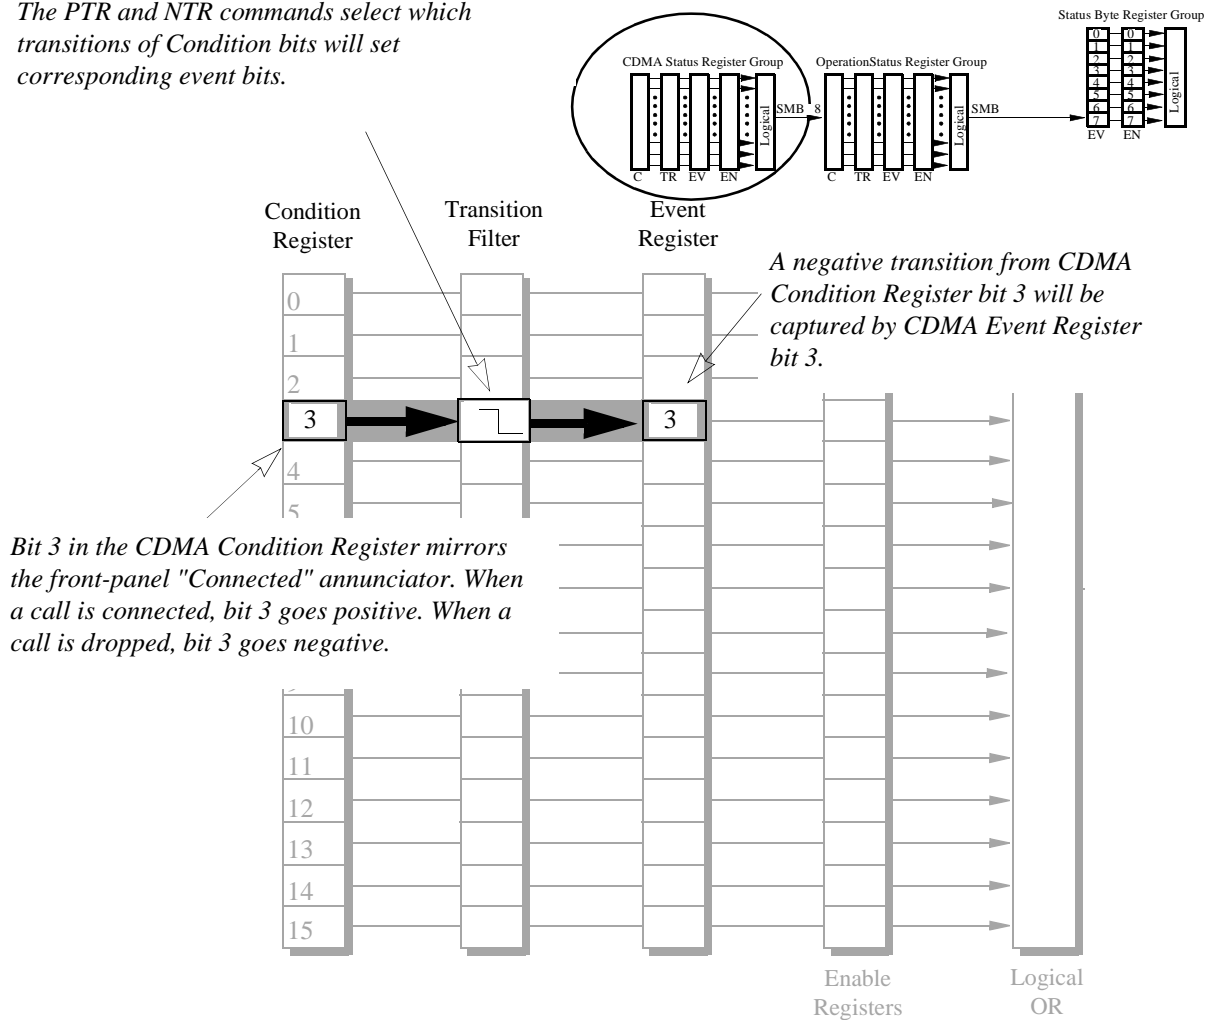 The PTR and NTR commands select which
transitions of Condition bits will set
corresponding event bits.
Status Byte Register Group
CDMA Status Register Group
OperationStatus Register Group
0 0
1 1
2 2
3 3
4 4
5 5
6 6
7 7
Logical
EV EN
Logical
SMB 8
Logical
SMB
C TR EV EN
C TR EV EN
Condition
Register
Transition
Filter
Event
Register
A negative transition from CDMA
Condition Register bit 3 will be
captured by CDMA Event Register
bit 3.
0
1
2
3 3
4
5
Bit 3 in the CDMA Condition Register mirrors
the front-panel "Connected" annunciator. When
a call is connected, bit 3 goes positive. When a
call is dropped, bit 3 goes negative.
10
11
12
13
14
15
Enable
Registers
Logical
OR